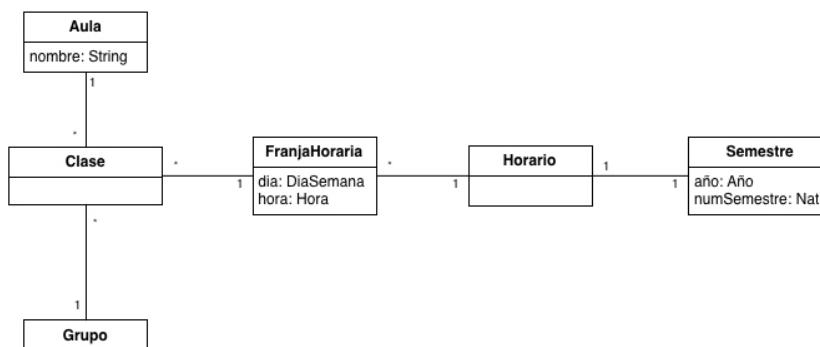 Aula
nombre: String
1
*
Clase
*
1
FranjaHoraria
dia: DiaSemana
hora: Hora
*
1
Horario
1
1
Semestre
año: Año
numSemestre: Nat
*
1
Grupo